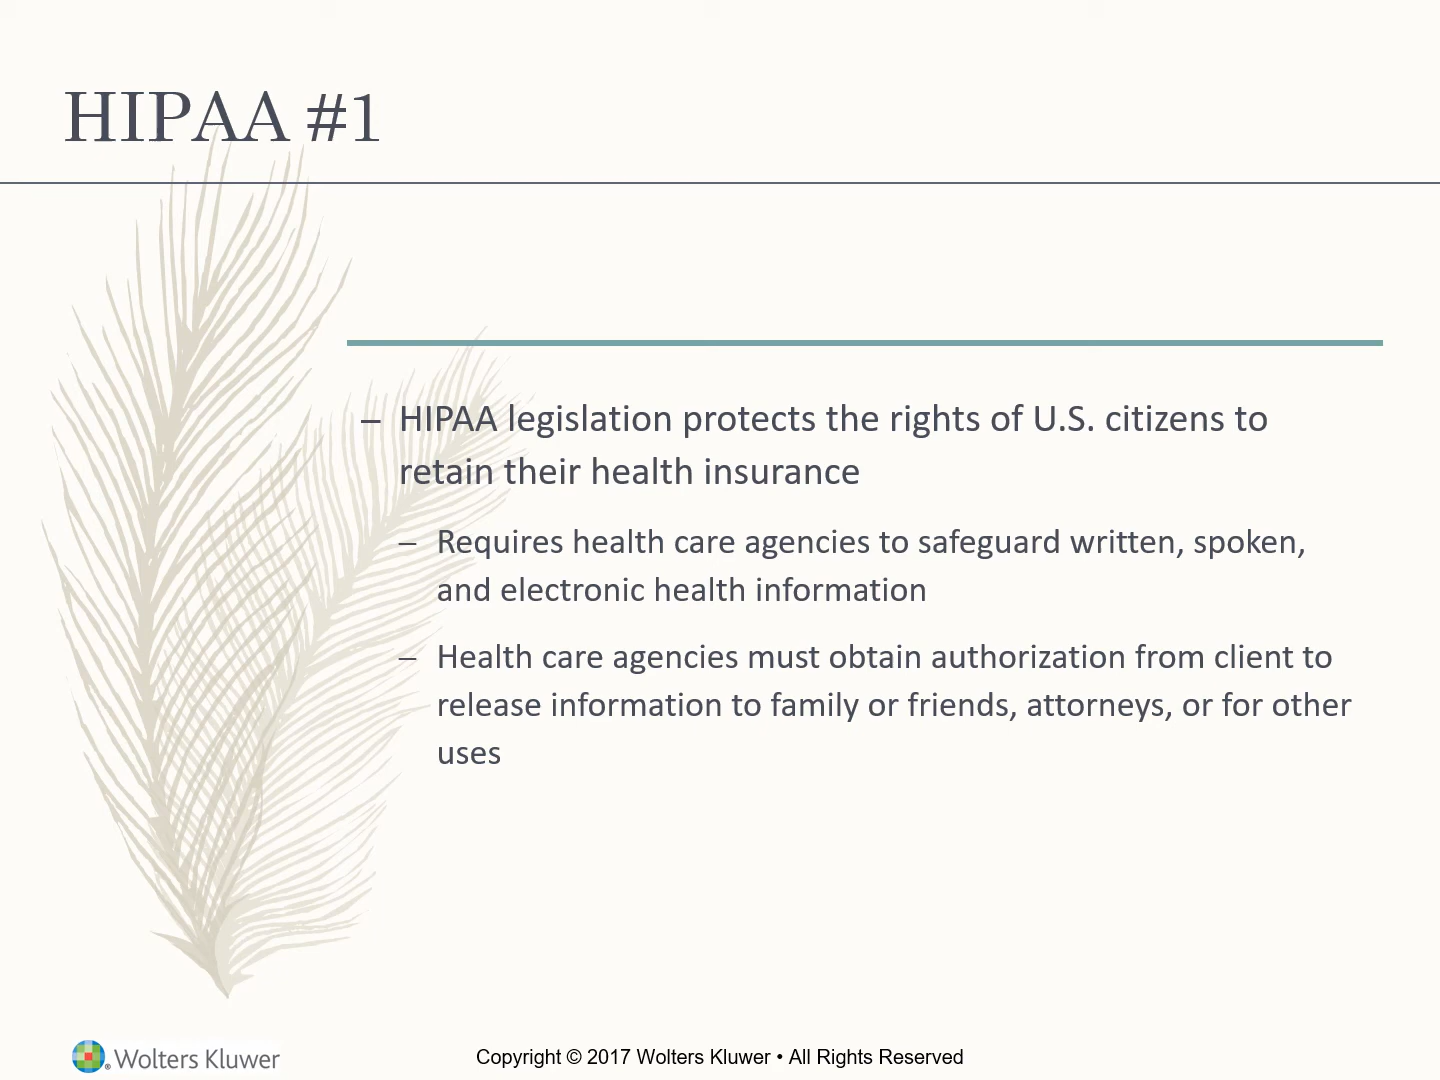 HIPAA #1
– HIPAA legislation protects the rights of U.S. citizens to
retain their health insurance
– Requires health care agencies to safeguard written, spoken,
and electronic health information
– Health care agencies must obtain authorization from client to
release information to family or friends, attorneys, or for other
uses
Wolters Kluwer
Copyright © 2017 Wolters Kluwer • All Rights Reserved